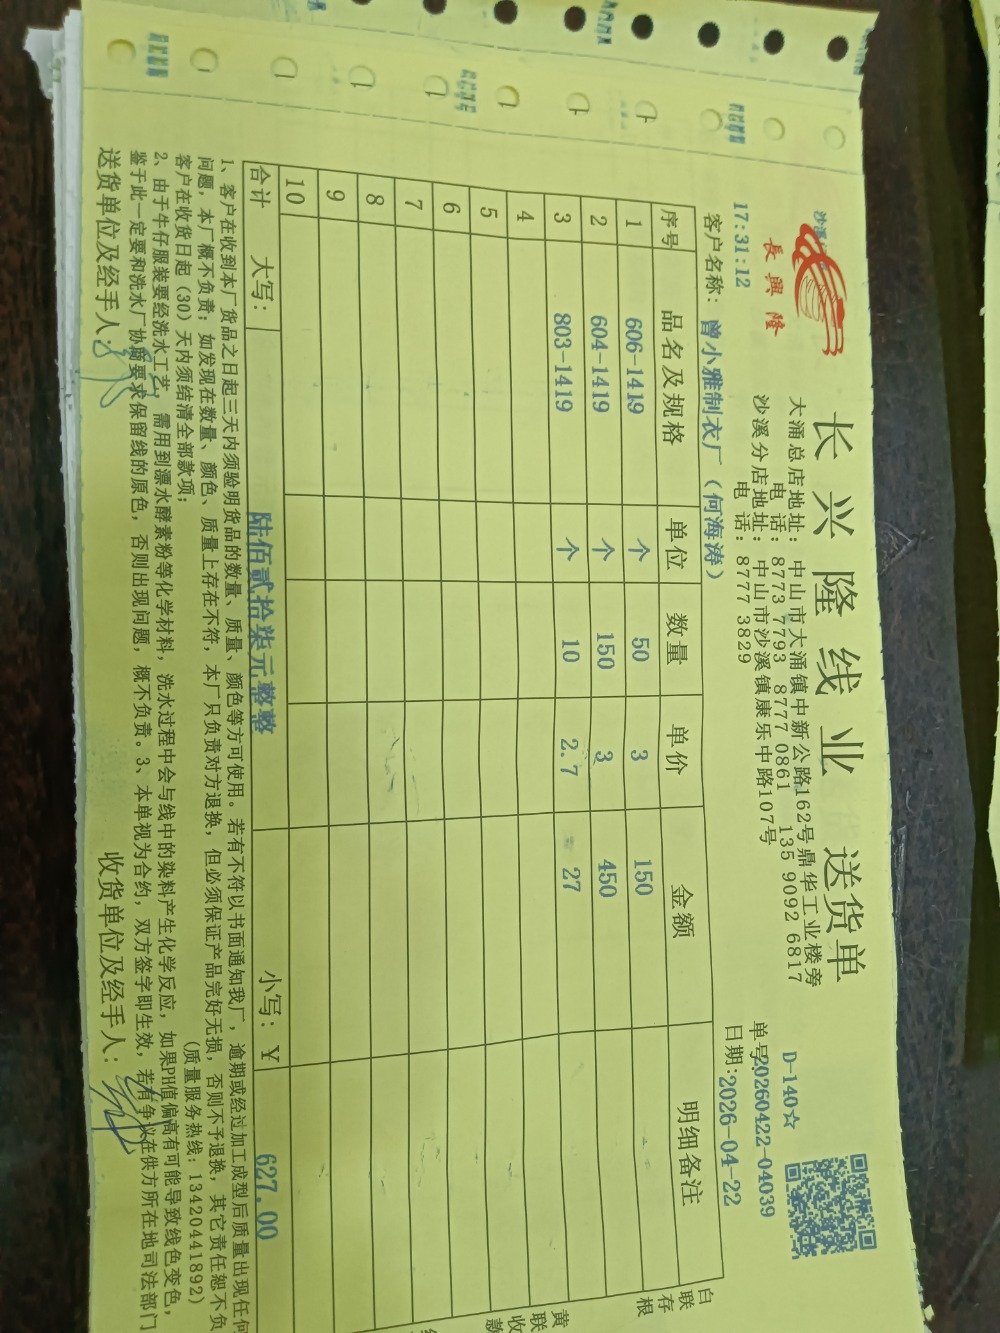 長興隆
长兴隆线业 送货单
大涌总店地址: 中山市大涌镇中新公路162号鼎华工业楼旁
电 话: 8773 7793 8777 0861 135 9092 6817
沙溪分店地址: 中山市沙溪镇康乐中路107号
电 话: 8777 3829
D-140☆
单号:20260422-04039
17:31:12
日期:2026-04-22
客户名称: 曾小雅制衣厂(何海涛)
序号 品名及规格 单位 数量 单价 金额 明细备注
1 606-1419 个 50 3 150
2 604-1419 个 150 3 450
3 803-1419 个 10 2.7 27
4
5
6
7
8
9
10
合计 大写: 陆佰贰拾柒元整整 小写: ¥ 627.00
1、客户在收到本厂货品之日起三天内须验明货品的数量、质量、颜色等方可使用。若有不符以书面通知我厂, 逾期或经过加工成型后质量出现任何
问题, 本厂概不负责; 如发现在数量、颜色、质量上存在不符, 本厂只负责对方退换, 但必须保证产品完好无损, 否则不予退换, 其它责任恕不负
客户在收货日起(30)天内须结清全部款项; (质量服务热线: 13420441892)
2、由于牛仔服装要经洗水工艺, 需用到漂水酵素粉等化学材料, 洗水过程中会与线中的染料产生化学反应, 如果PH值偏高有可能导致线色变色,
鉴于此一定要和洗水厂协商要求保留线的原色, 否则出现问题, 概不负责。3、本单视为合约, 双方签字即生效, 若有争议在供方所在地司法部门
送货单位及经手人: 收货单位及经手人:
白联存根
黄联收款